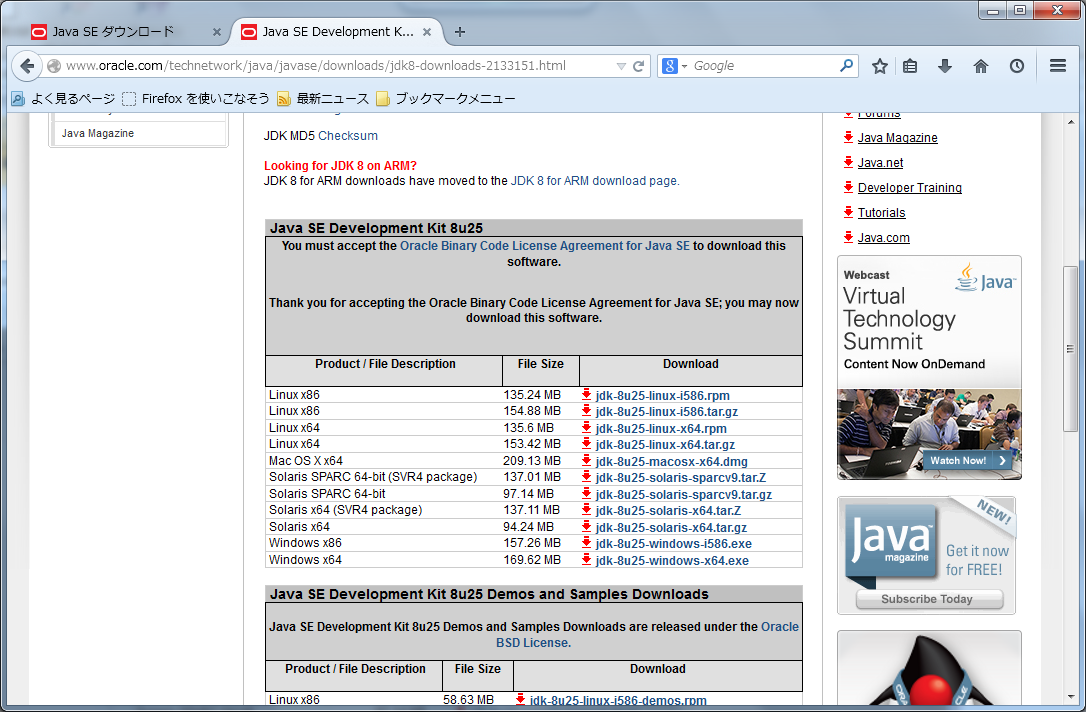 Java SE ダウンロード
Java SE Development K...
www.oracle.com/technetwork/java/javase/downloads/jdk8-downloads-2133151.html
Google
よく見るページ
Firefox を使いこなそう
最新ニュース
ブックマークメニュー
Java Magazine
JDK MD5 Checksum
Looking for JDK 8 on ARM?
JDK 8 for ARM downloads have moved to the JDK 8 for ARM download page.
Java SE Development Kit 8u25
You must accept the Oracle Binary Code License Agreement for Java SE to download this
software.
Thank you for accepting the Oracle Binary Code License Agreement for Java SE; you may now
download this software.
Product / File Description File Size Download
Linux x86 135.24 MB jdk-8u25-linux-i586.rpm
Linux x86 154.88 MB jdk-8u25-linux-i586.tar.gz
Linux x64 135.6 MB jdk-8u25-linux-x64.rpm
Linux x64 153.42 MB jdk-8u25-linux-x64.tar.gz
Mac OS X x64 209.13 MB jdk-8u25-macosx-x64.dmg
Solaris SPARC 64-bit (SVR4 package) 137.01 MB jdk-8u25-solaris-sparcv9.tar.Z
Solaris SPARC 64-bit 97.14 MB jdk-8u25-solaris-sparcv9.tar.gz
Solaris x64 (SVR4 package) 137.11 MB jdk-8u25-solaris-x64.tar.Z
Solaris x64 94.24 MB jdk-8u25-solaris-x64.tar.gz
Windows x86 157.26 MB jdk-8u25-windows-i586.exe
Windows x64 169.62 MB jdk-8u25-windows-x64.exe
Java SE Development Kit 8u25 Demos and Samples Downloads
Java SE Development Kit 8u25 Demos and Samples Downloads are released under the Oracle
BSD License.
Product / File Description File Size Download
Linux x86 58.63 MB jdk-8u25-linux-i586-demos.rpm
Forums
Java Magazine
Java.net
Developer Training
Tutorials
Java.com
Webcast
Java
Virtual
Technology
Summit
Content Now OnDemand
Watch Now!
NEW!
Java
magazine
Get it now
for FREE!
Subscribe Today
ORACLE